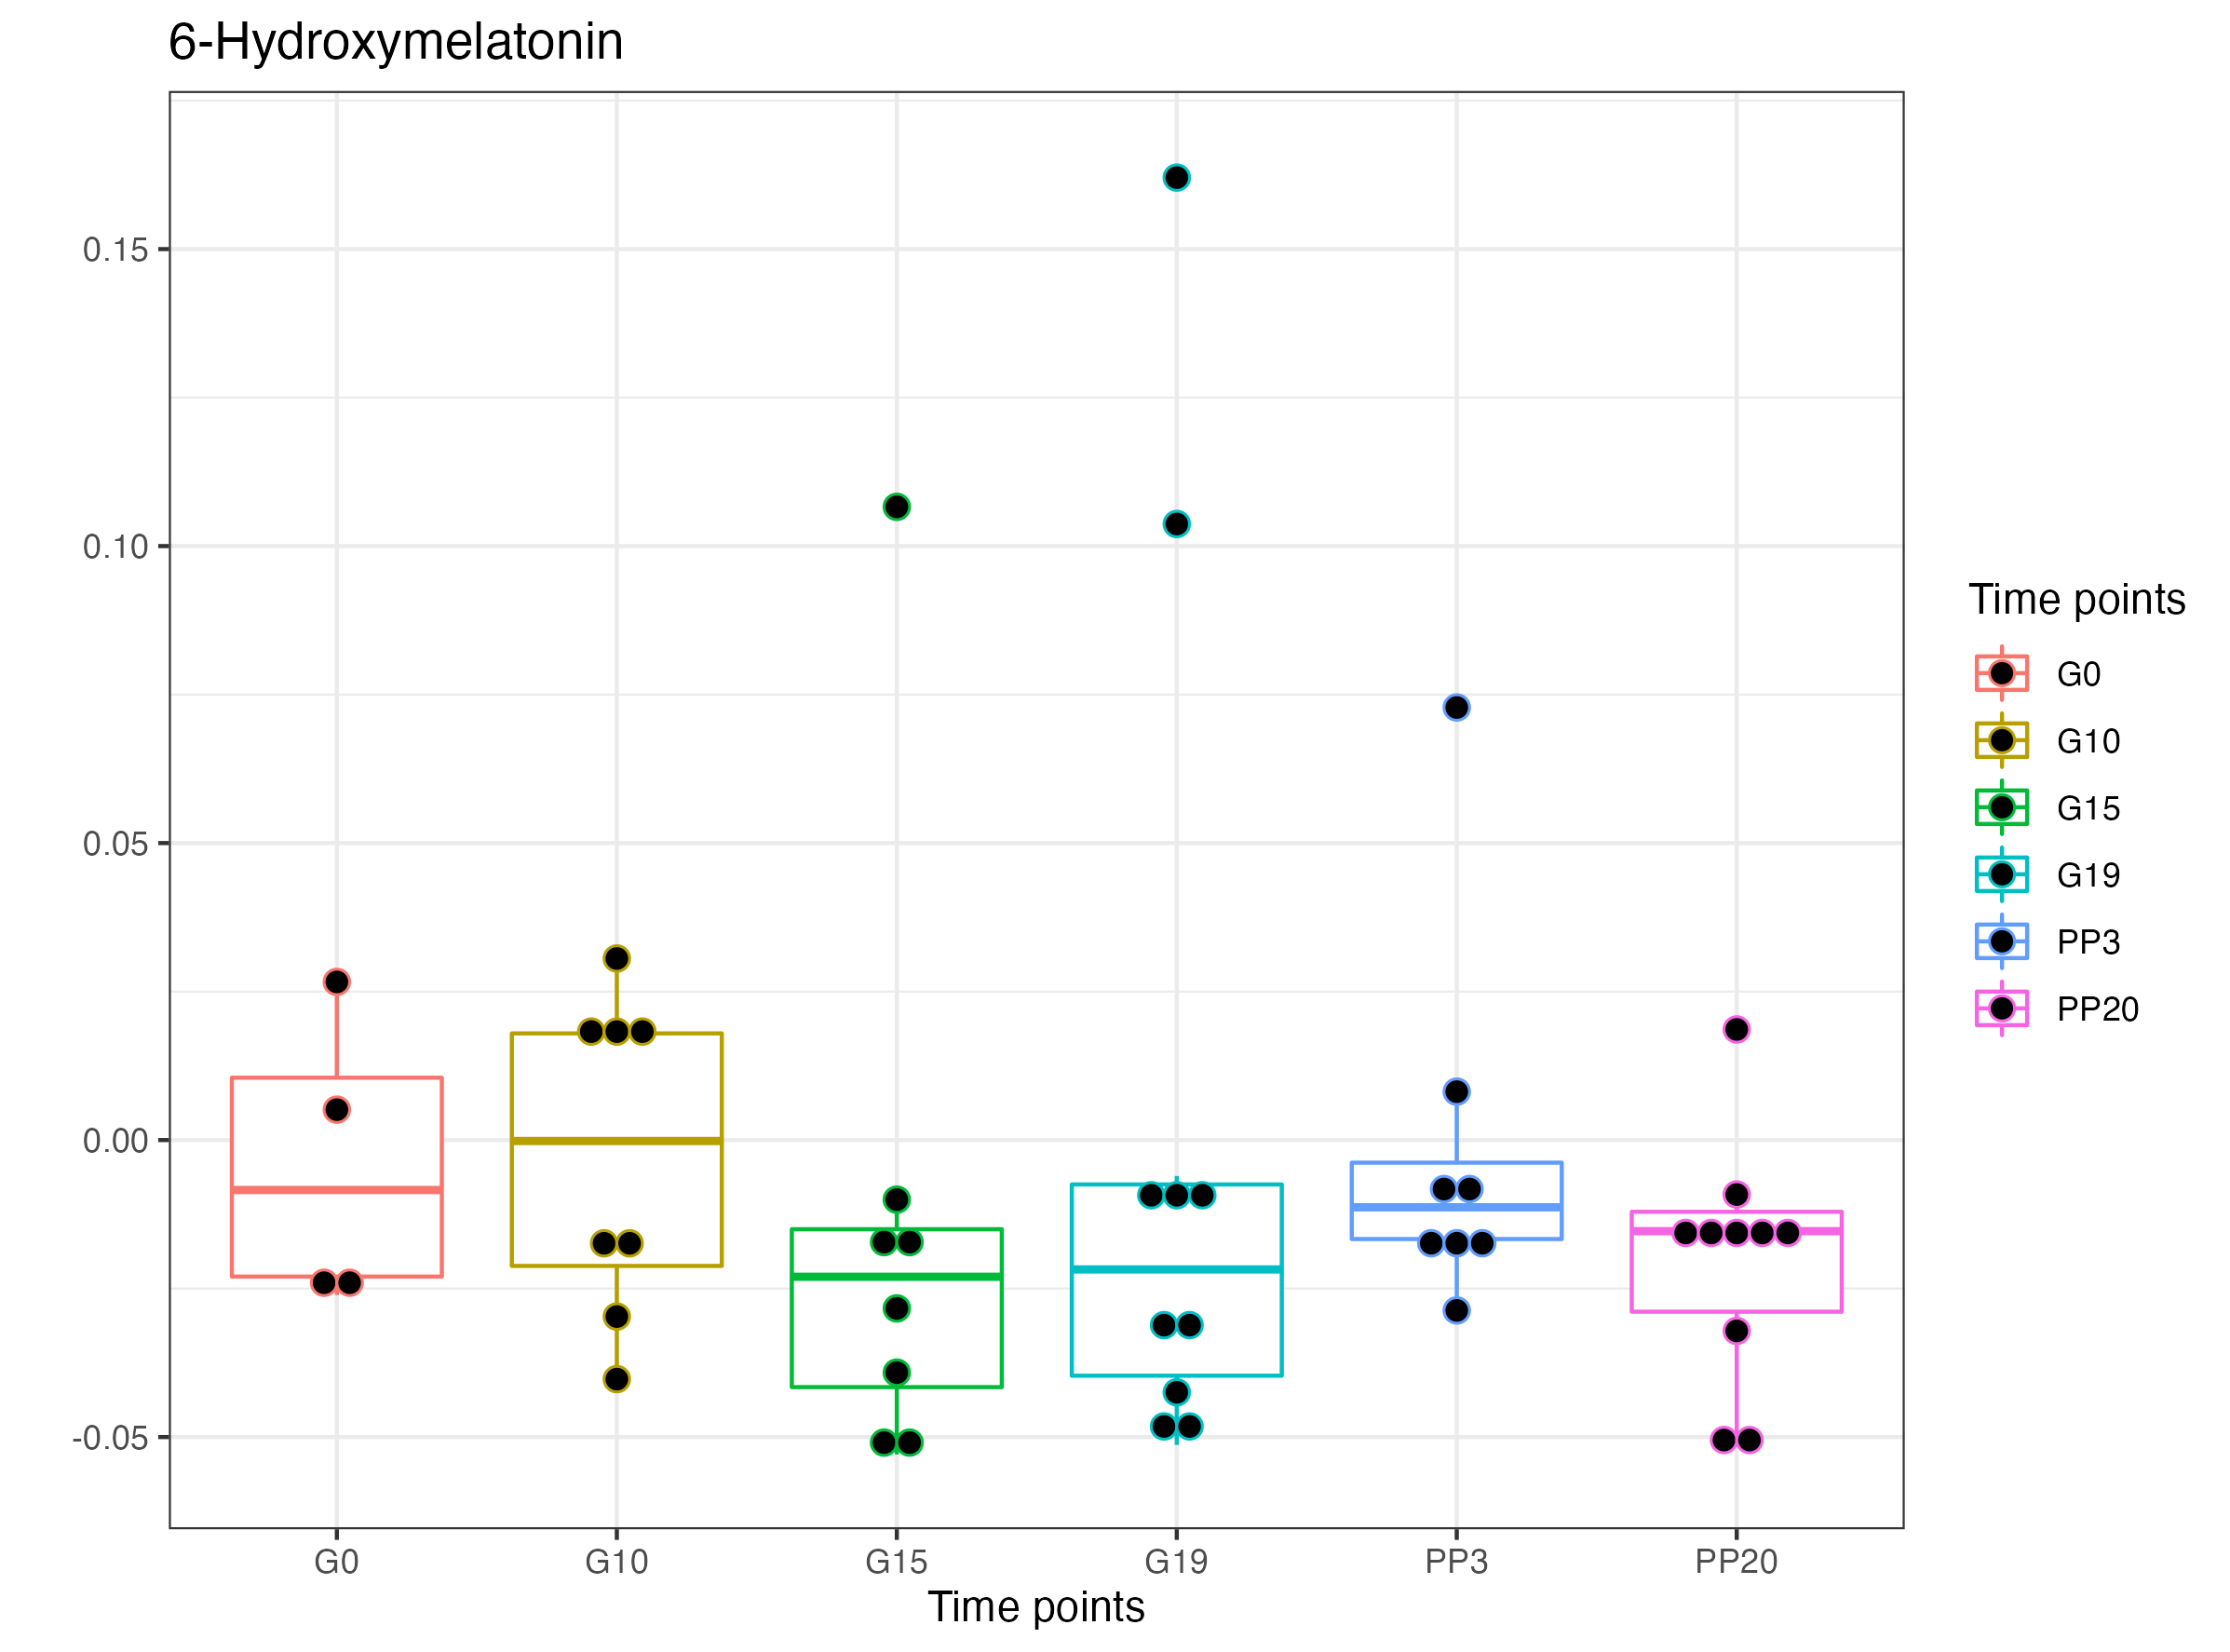 6-Hydroxymelatonin
0.15
0.10
0.05
0.00
-0.05
G0 G10 G15 G19 PP3 PP20
Time points
Time points
G0
G10
G15
G19
PP3
PP20